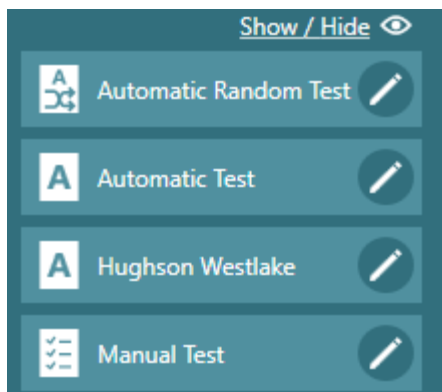 Show / Hide
A
Automatic Random Test
A
Automatic Test
A
Hughson Westlake
Manual Test